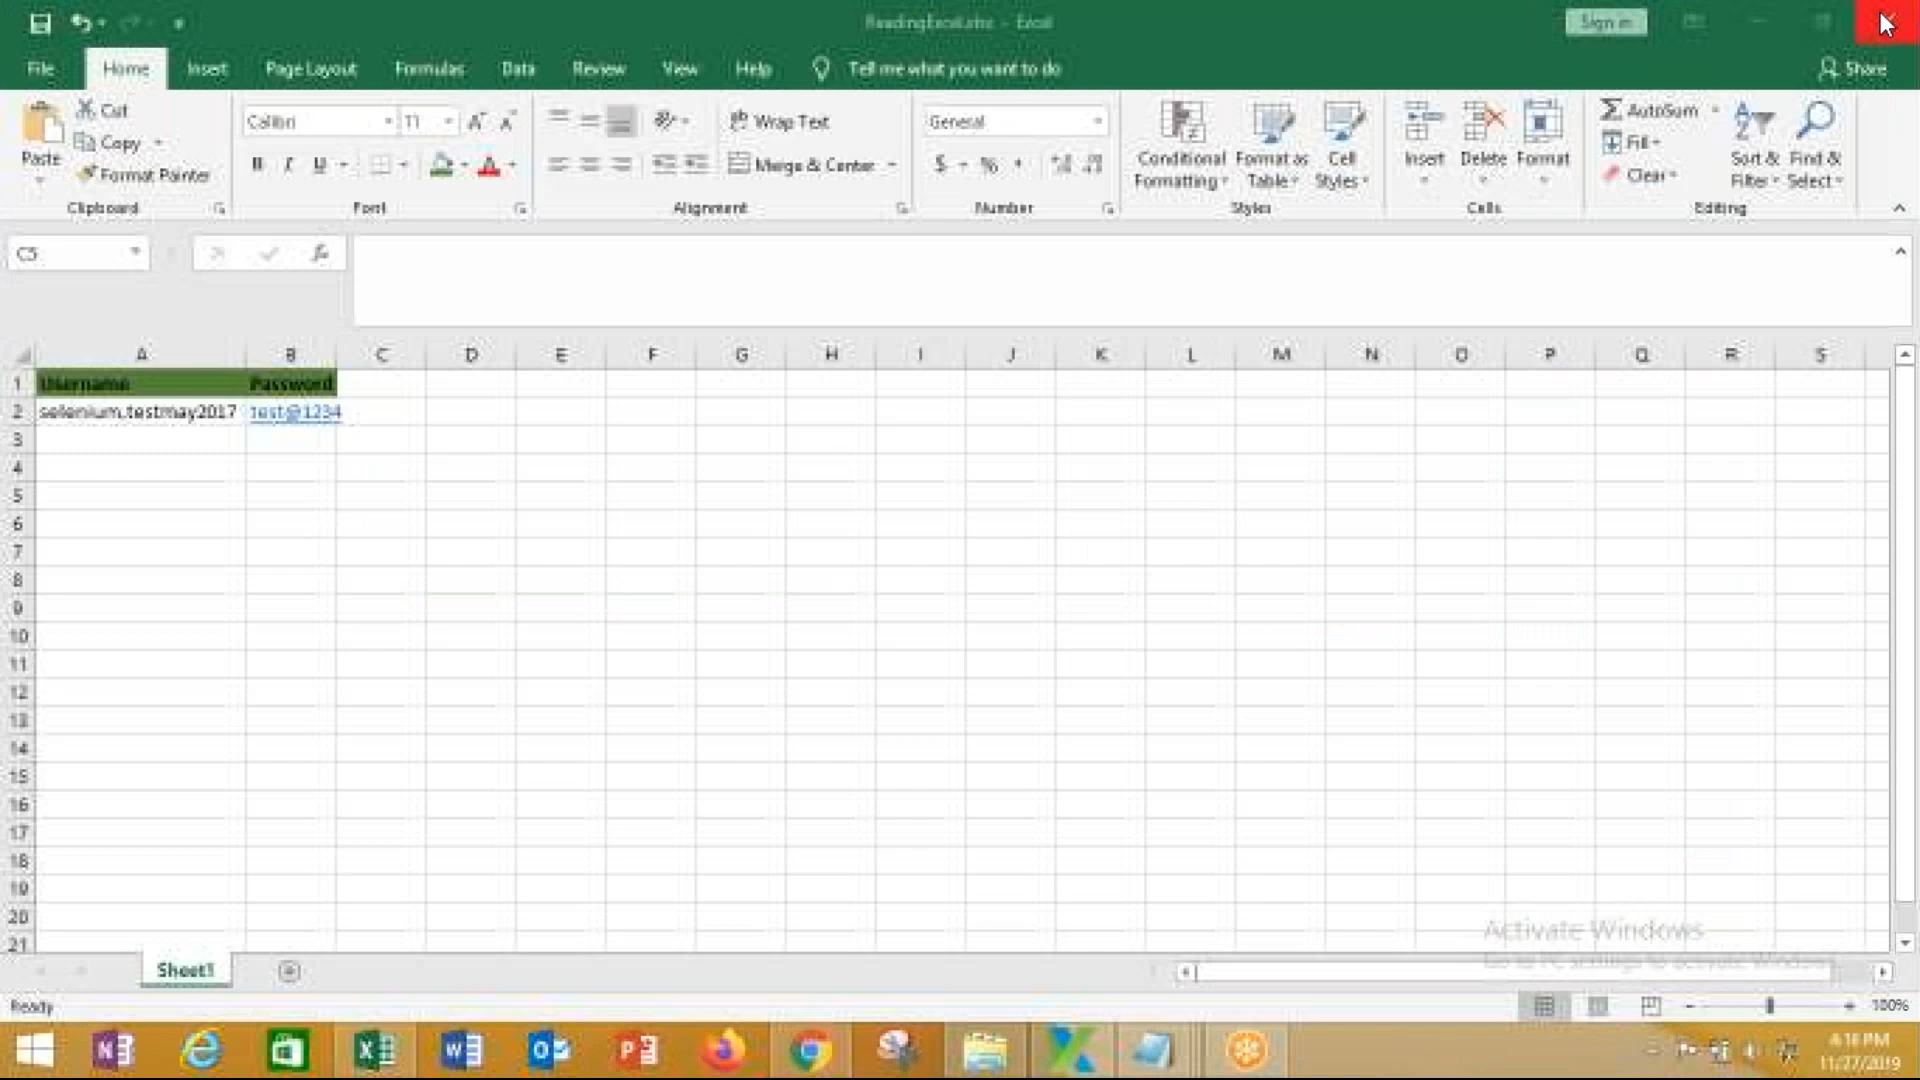 ReadingExcel.xlsx - Excel
Sign in
File Home Insert Page Layout Formulas Data Review View Help Tell me what you want to do Share
Cut
Copy
Format Painter
Paste
Clipboard
Calibri 11
B I U
Font
Wrap Text
Merge & Center
Alignment
General
$ %
Number
Conditional Formatting
Format as Table
Cell Styles
Styles
Insert Delete Format
Cells
AutoSum
Fill
Clear
Sort & Filter
Find & Select
Editing
C5 fx
A B C D E F G H I J K L M N O P Q R S
1 Username Password
2 selenium.testmay2017 test@1234
3
4
5
6
7
8
9
10
11
12
13
14
15
16
17
18
19
20
21
Activate Windows
Go to PC settings to activate Windows.
Sheet1
Ready
100%
4:18 PM
11/27/2019